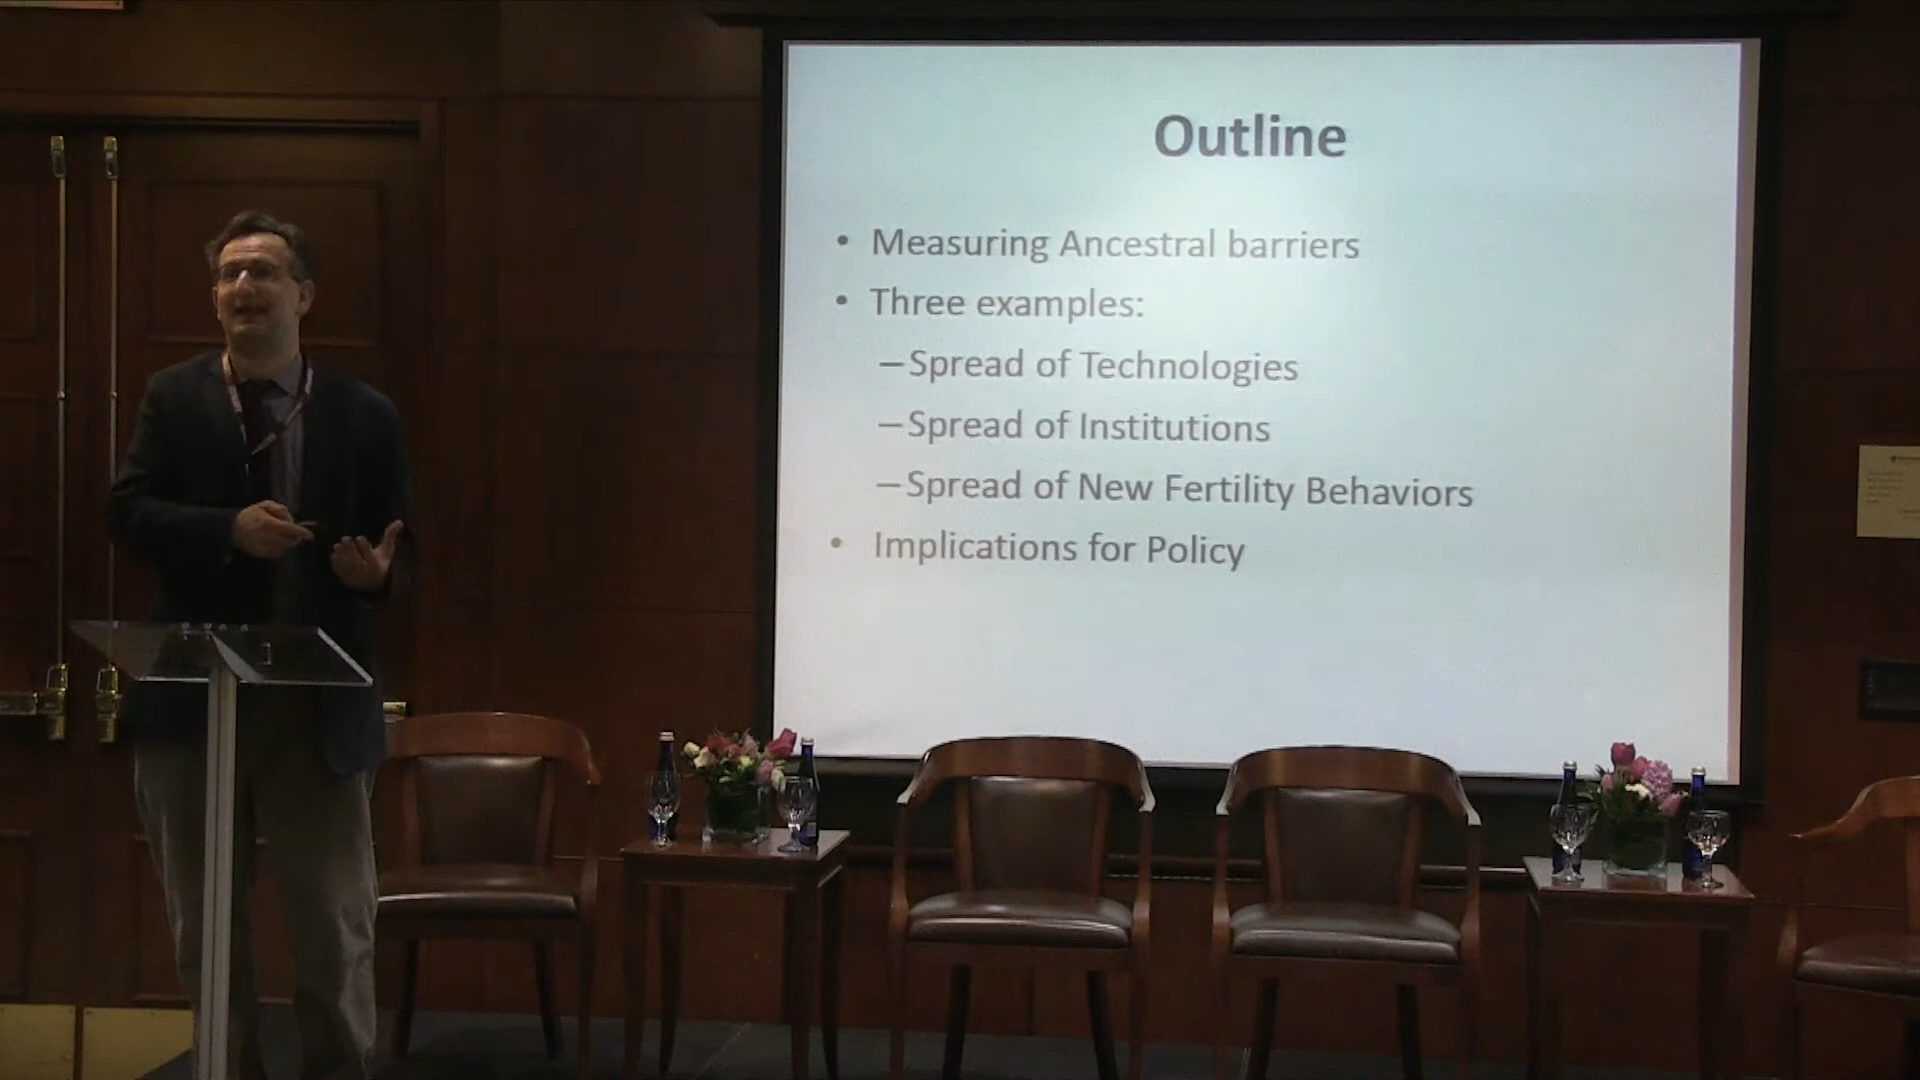 Outline
• Measuring Ancestral barriers
• Three examples:
–Spread of Technologies
–Spread of Institutions
–Spread of New Fertility Behaviors
• Implications for Policy